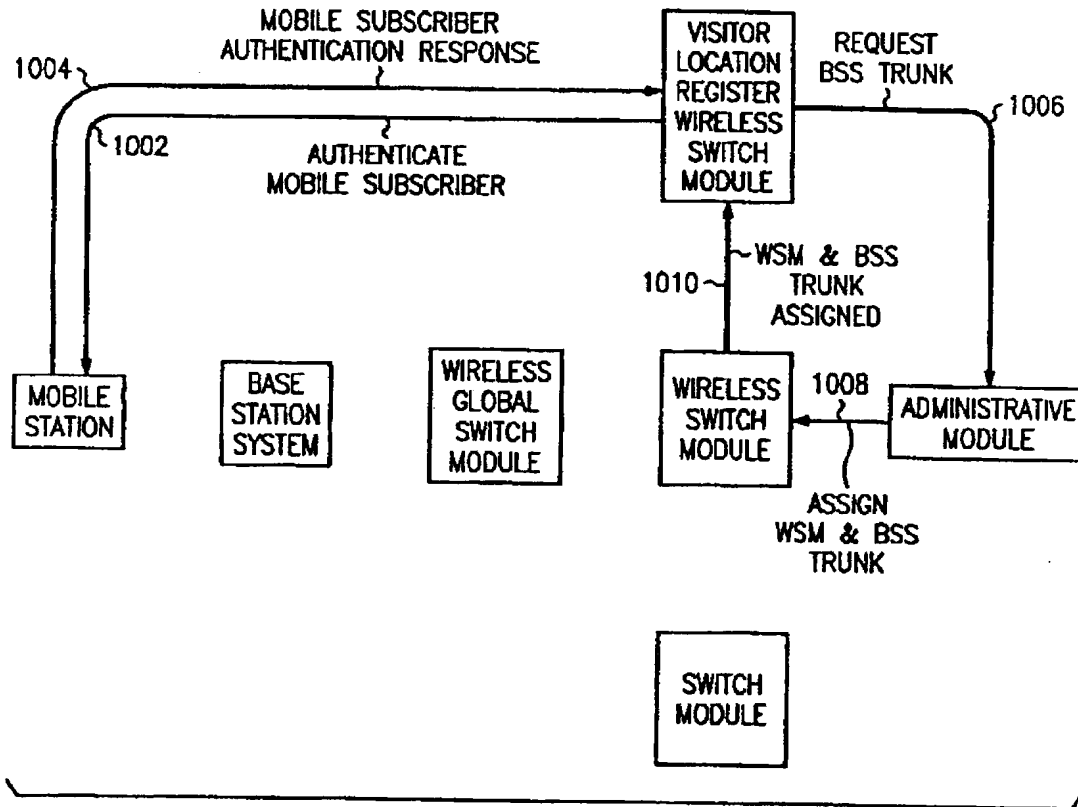 MOBILE SUBSCRIBER
AUTHENTICATION RESPONSE
1004
1002
AUTHENTICATE
MOBILE SUBSCRIBER
VISITOR
LOCATION
REGISTER
WIRELESS
SWITCH
MODULE
REQUEST
BSS TRUNK
1006
1010
WSM & BSS
TRUNK
ASSIGNED
MOBILE
STATION
BASE
STATION
SYSTEM
WIRELESS
GLOBAL
SWITCH
MODULE
WIRELESS
SWITCH
MODULE
1008
ADMINISTRATIVE
MODULE
ASSIGN
WSM & BSS
TRUNK
SWITCH
MODULE